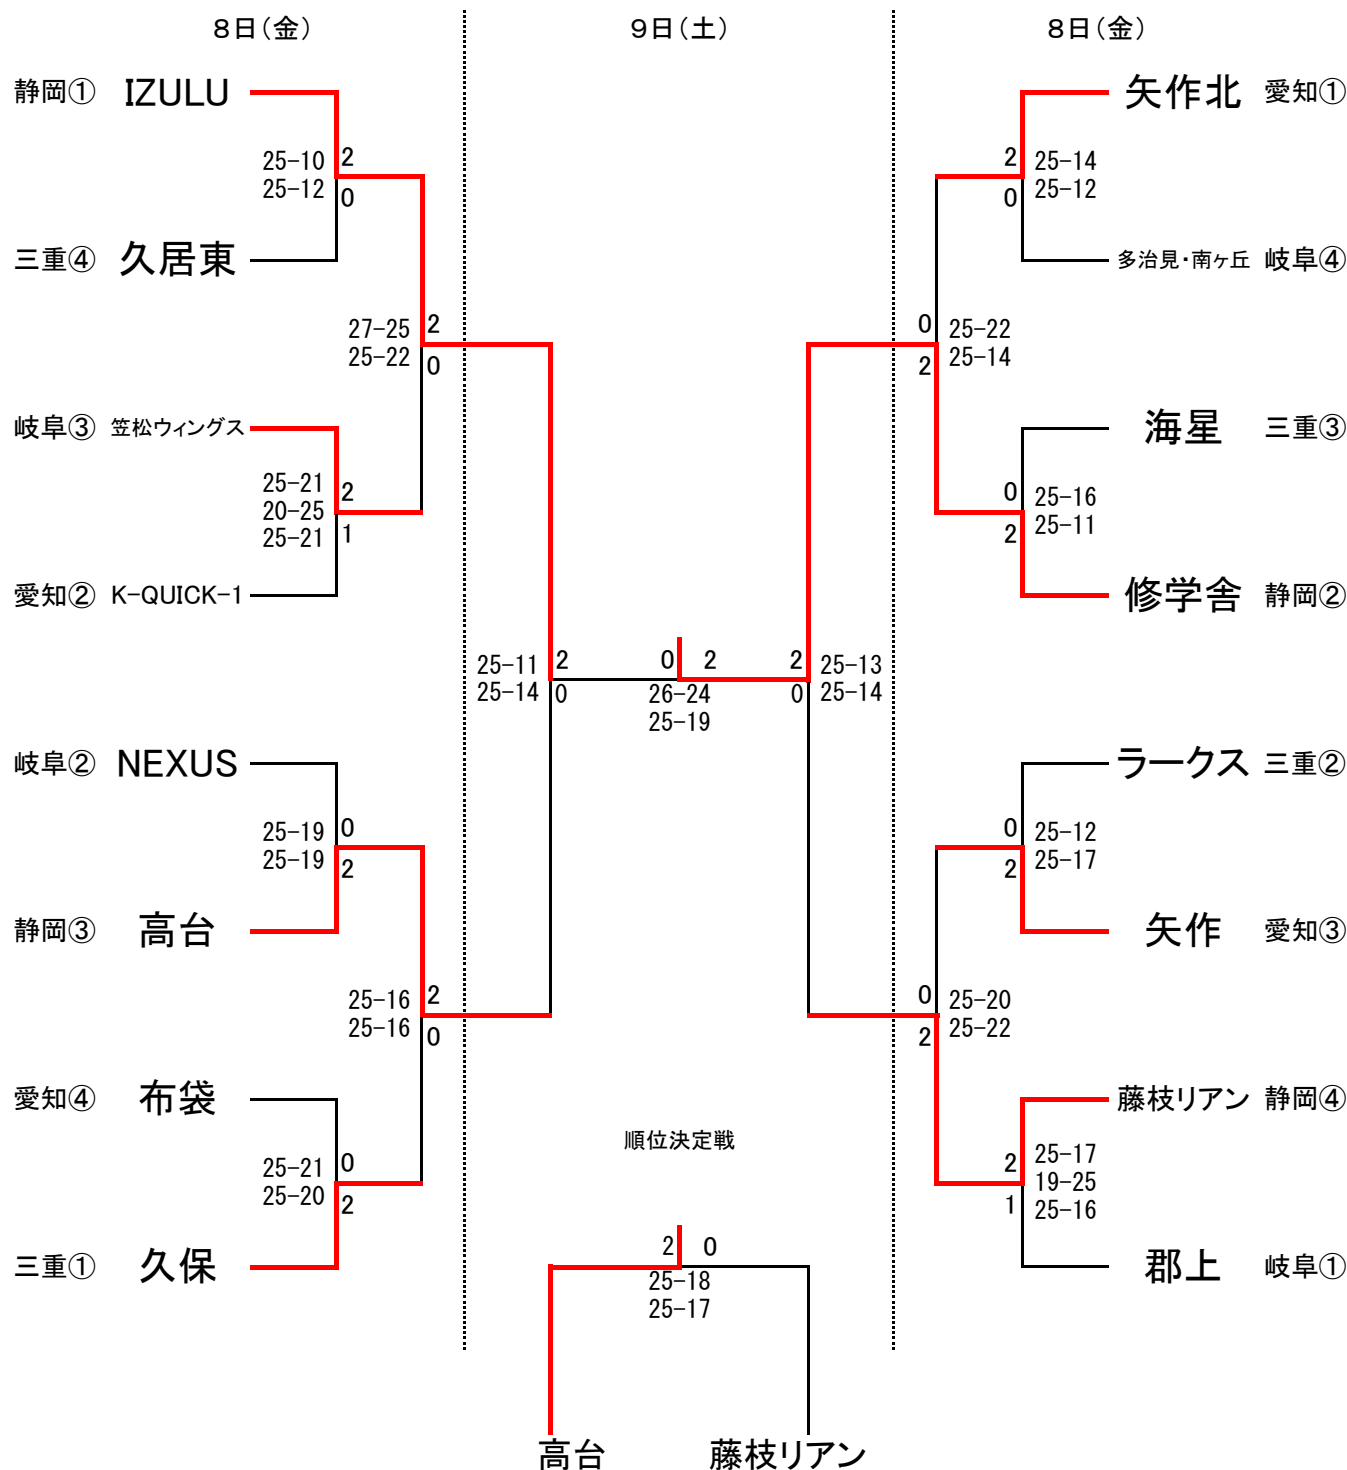 8日(金)
9日(土)
8日(金)
静岡① IZULU
25-10 2
25-12 0
三重④ 久居東
27-25 2
25-22 0
岐阜③ 笠松ウィングス
25-21 2
20-25
25-21 1
愛知② K-QUICK-1
25-11 2
25-14 0
岐阜② NEXUS
25-19 0
25-19 2
静岡③ 高台
25-16 2
25-16 0
愛知④ 布袋
25-21 0
25-20 2
三重① 久保
0 2
26-24
25-19
順位決定戦
2 0
25-18
25-17
高台 藤枝リアン
矢作北 愛知①
2 25-14
0 25-12
多治見・南ヶ丘 岐阜④
0 25-22
2 25-14
海星 三重③
0 25-16
2 25-11
修学舎 静岡②
2 25-13
0 25-14
ラークス 三重②
0 25-12
2 25-17
矢作 愛知③
0 25-20
2 25-22
藤枝リアン 静岡④
2 25-17
19-25
1 25-16
郡上 岐阜①